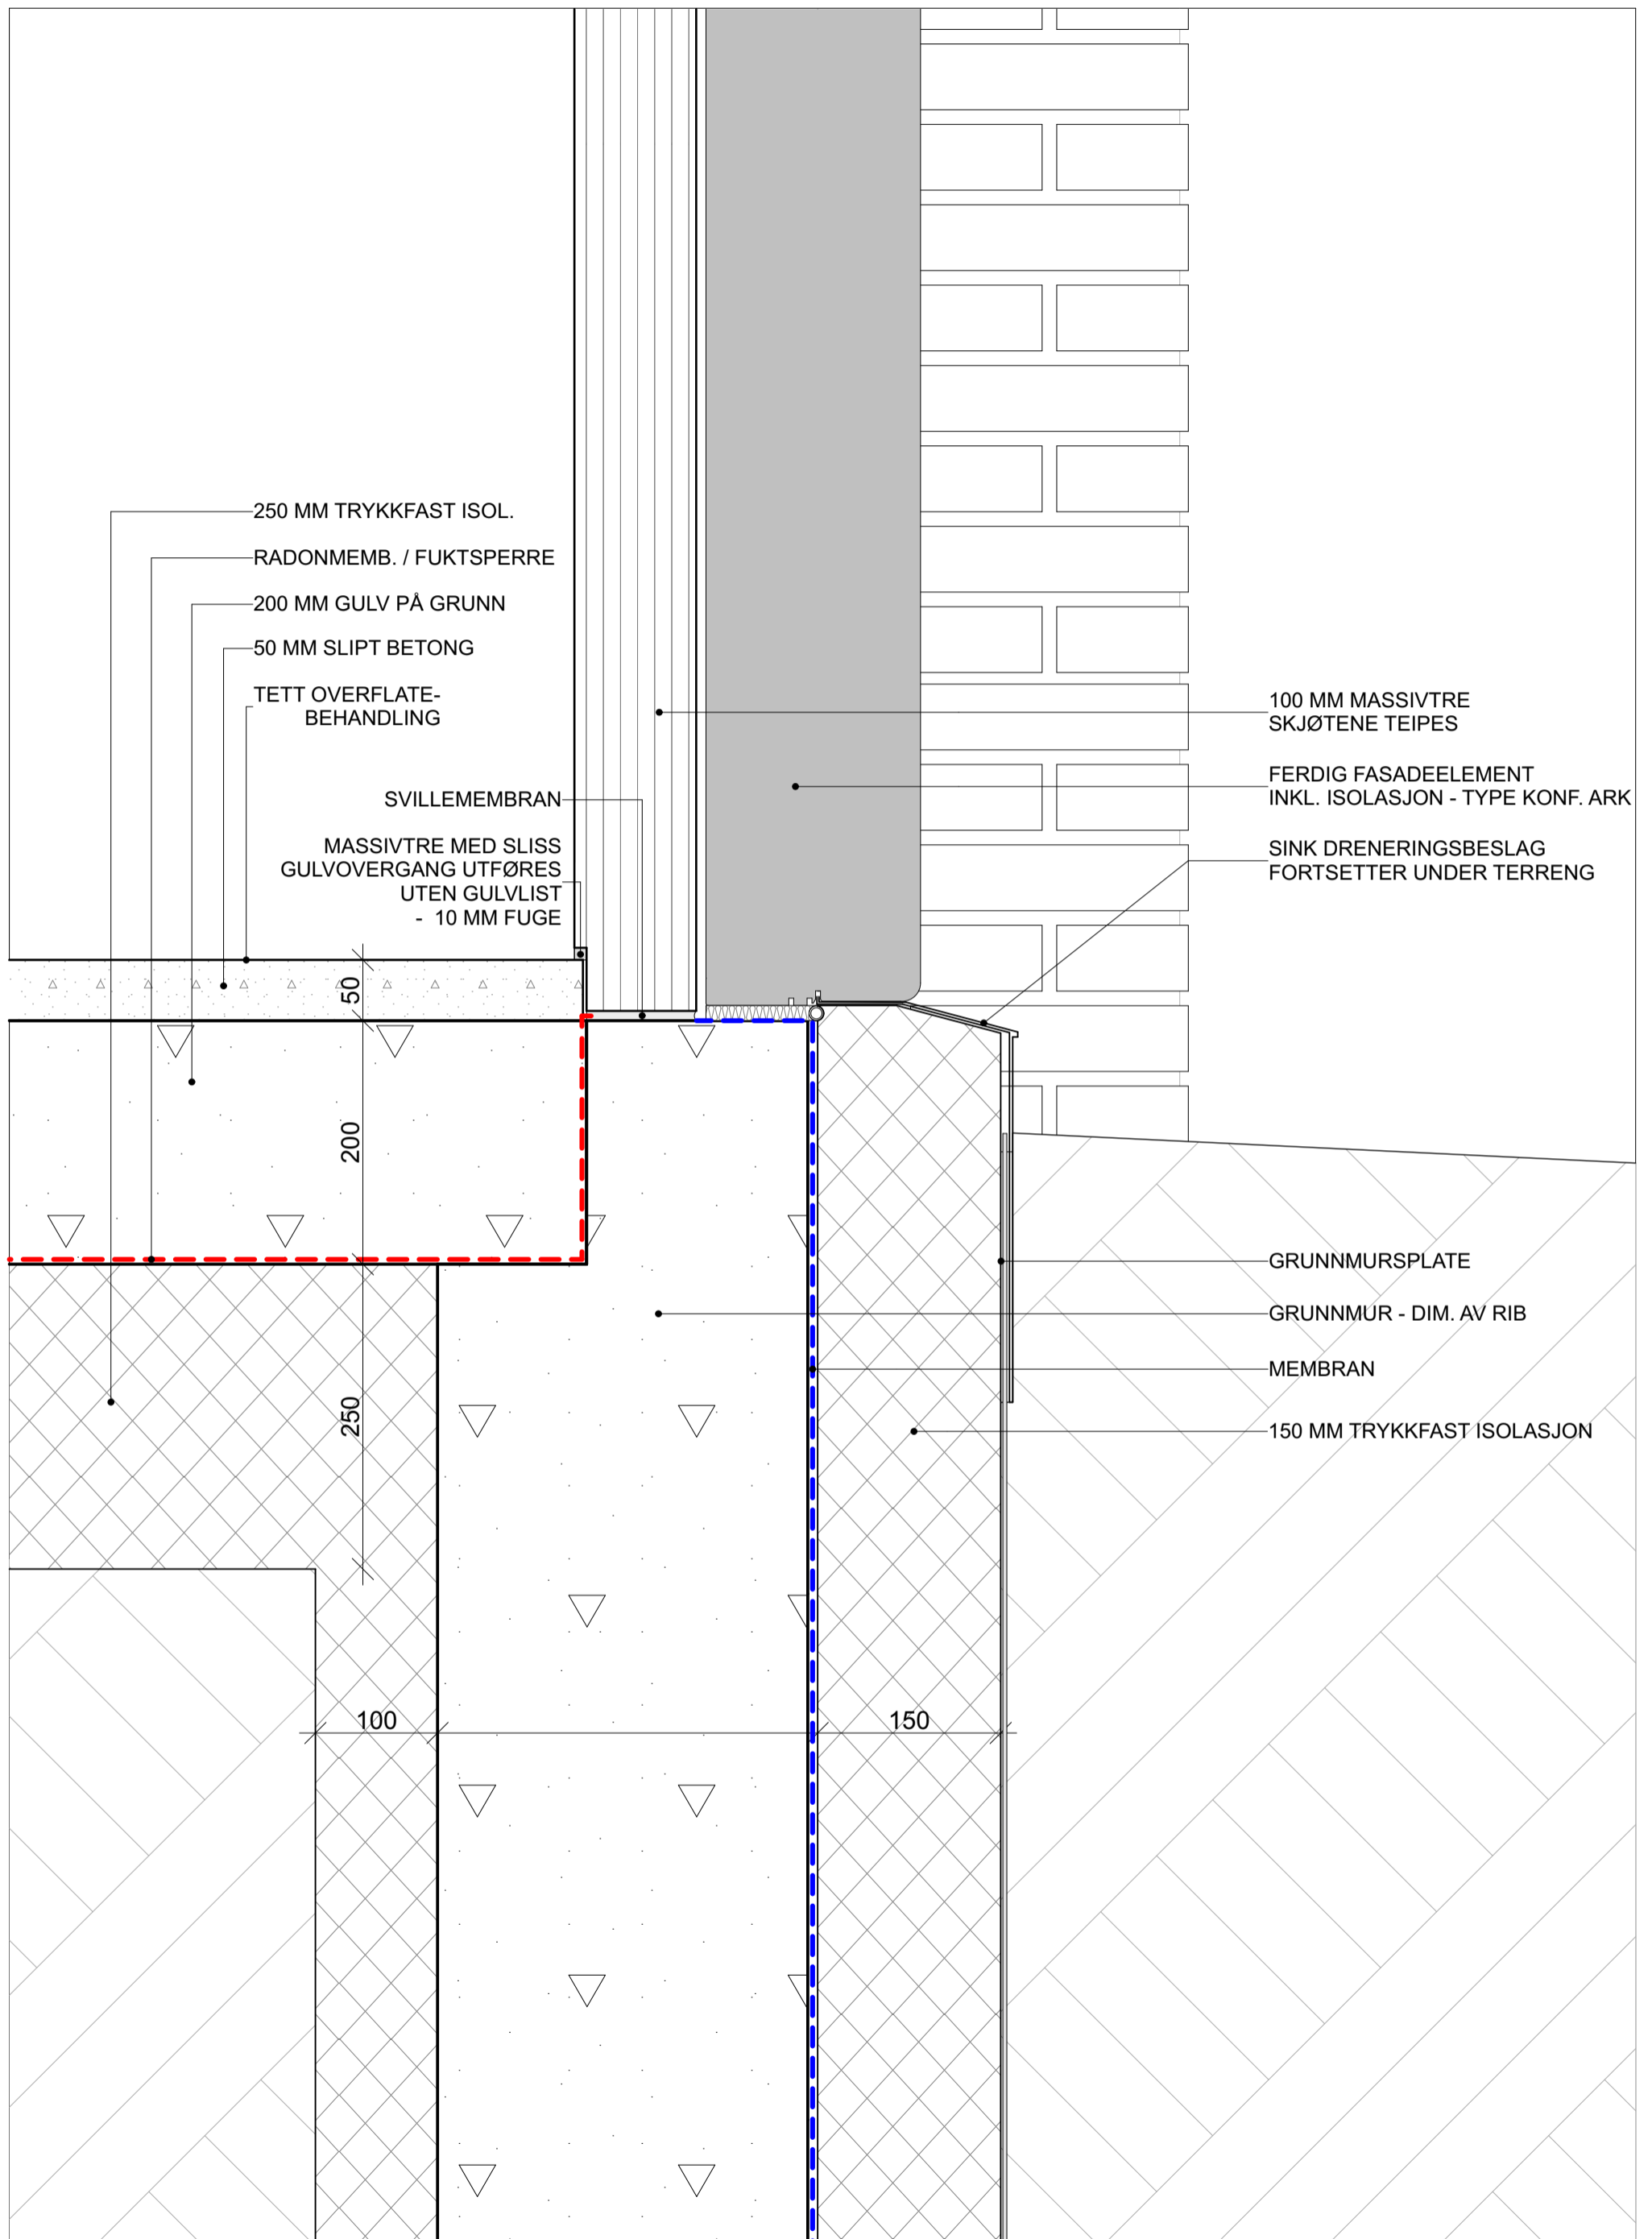 250 MM TRYKKFAST ISOL.
RADONMEMB. / FUKTSPERRE
200 MM GULV PÅ GRUNN
50 MM SLIPT BETONG
TETT OVERFLATE-
BEHANDLING
SVILLEMEMBRAN
MASSIVTRE MED SLISS
GULVOVERGANG UTFØRES
UTEN GULVLIST
- 10 MM FUGE
100 MM MASSIVTRE
SKJØTENE TEIPES
FERDIG FASADEELEMENT
INKL. ISOLASJON - TYPE KONF. ARK
SINK DRENERINGSBESLAG
FORTSETTER UNDER TERRENG
50
200
250
GRUNNMURSPLATE
GRUNNMUR - DIM. AV RIB
MEMBRAN
150 MM TRYKKFAST ISOLASJON
100
150